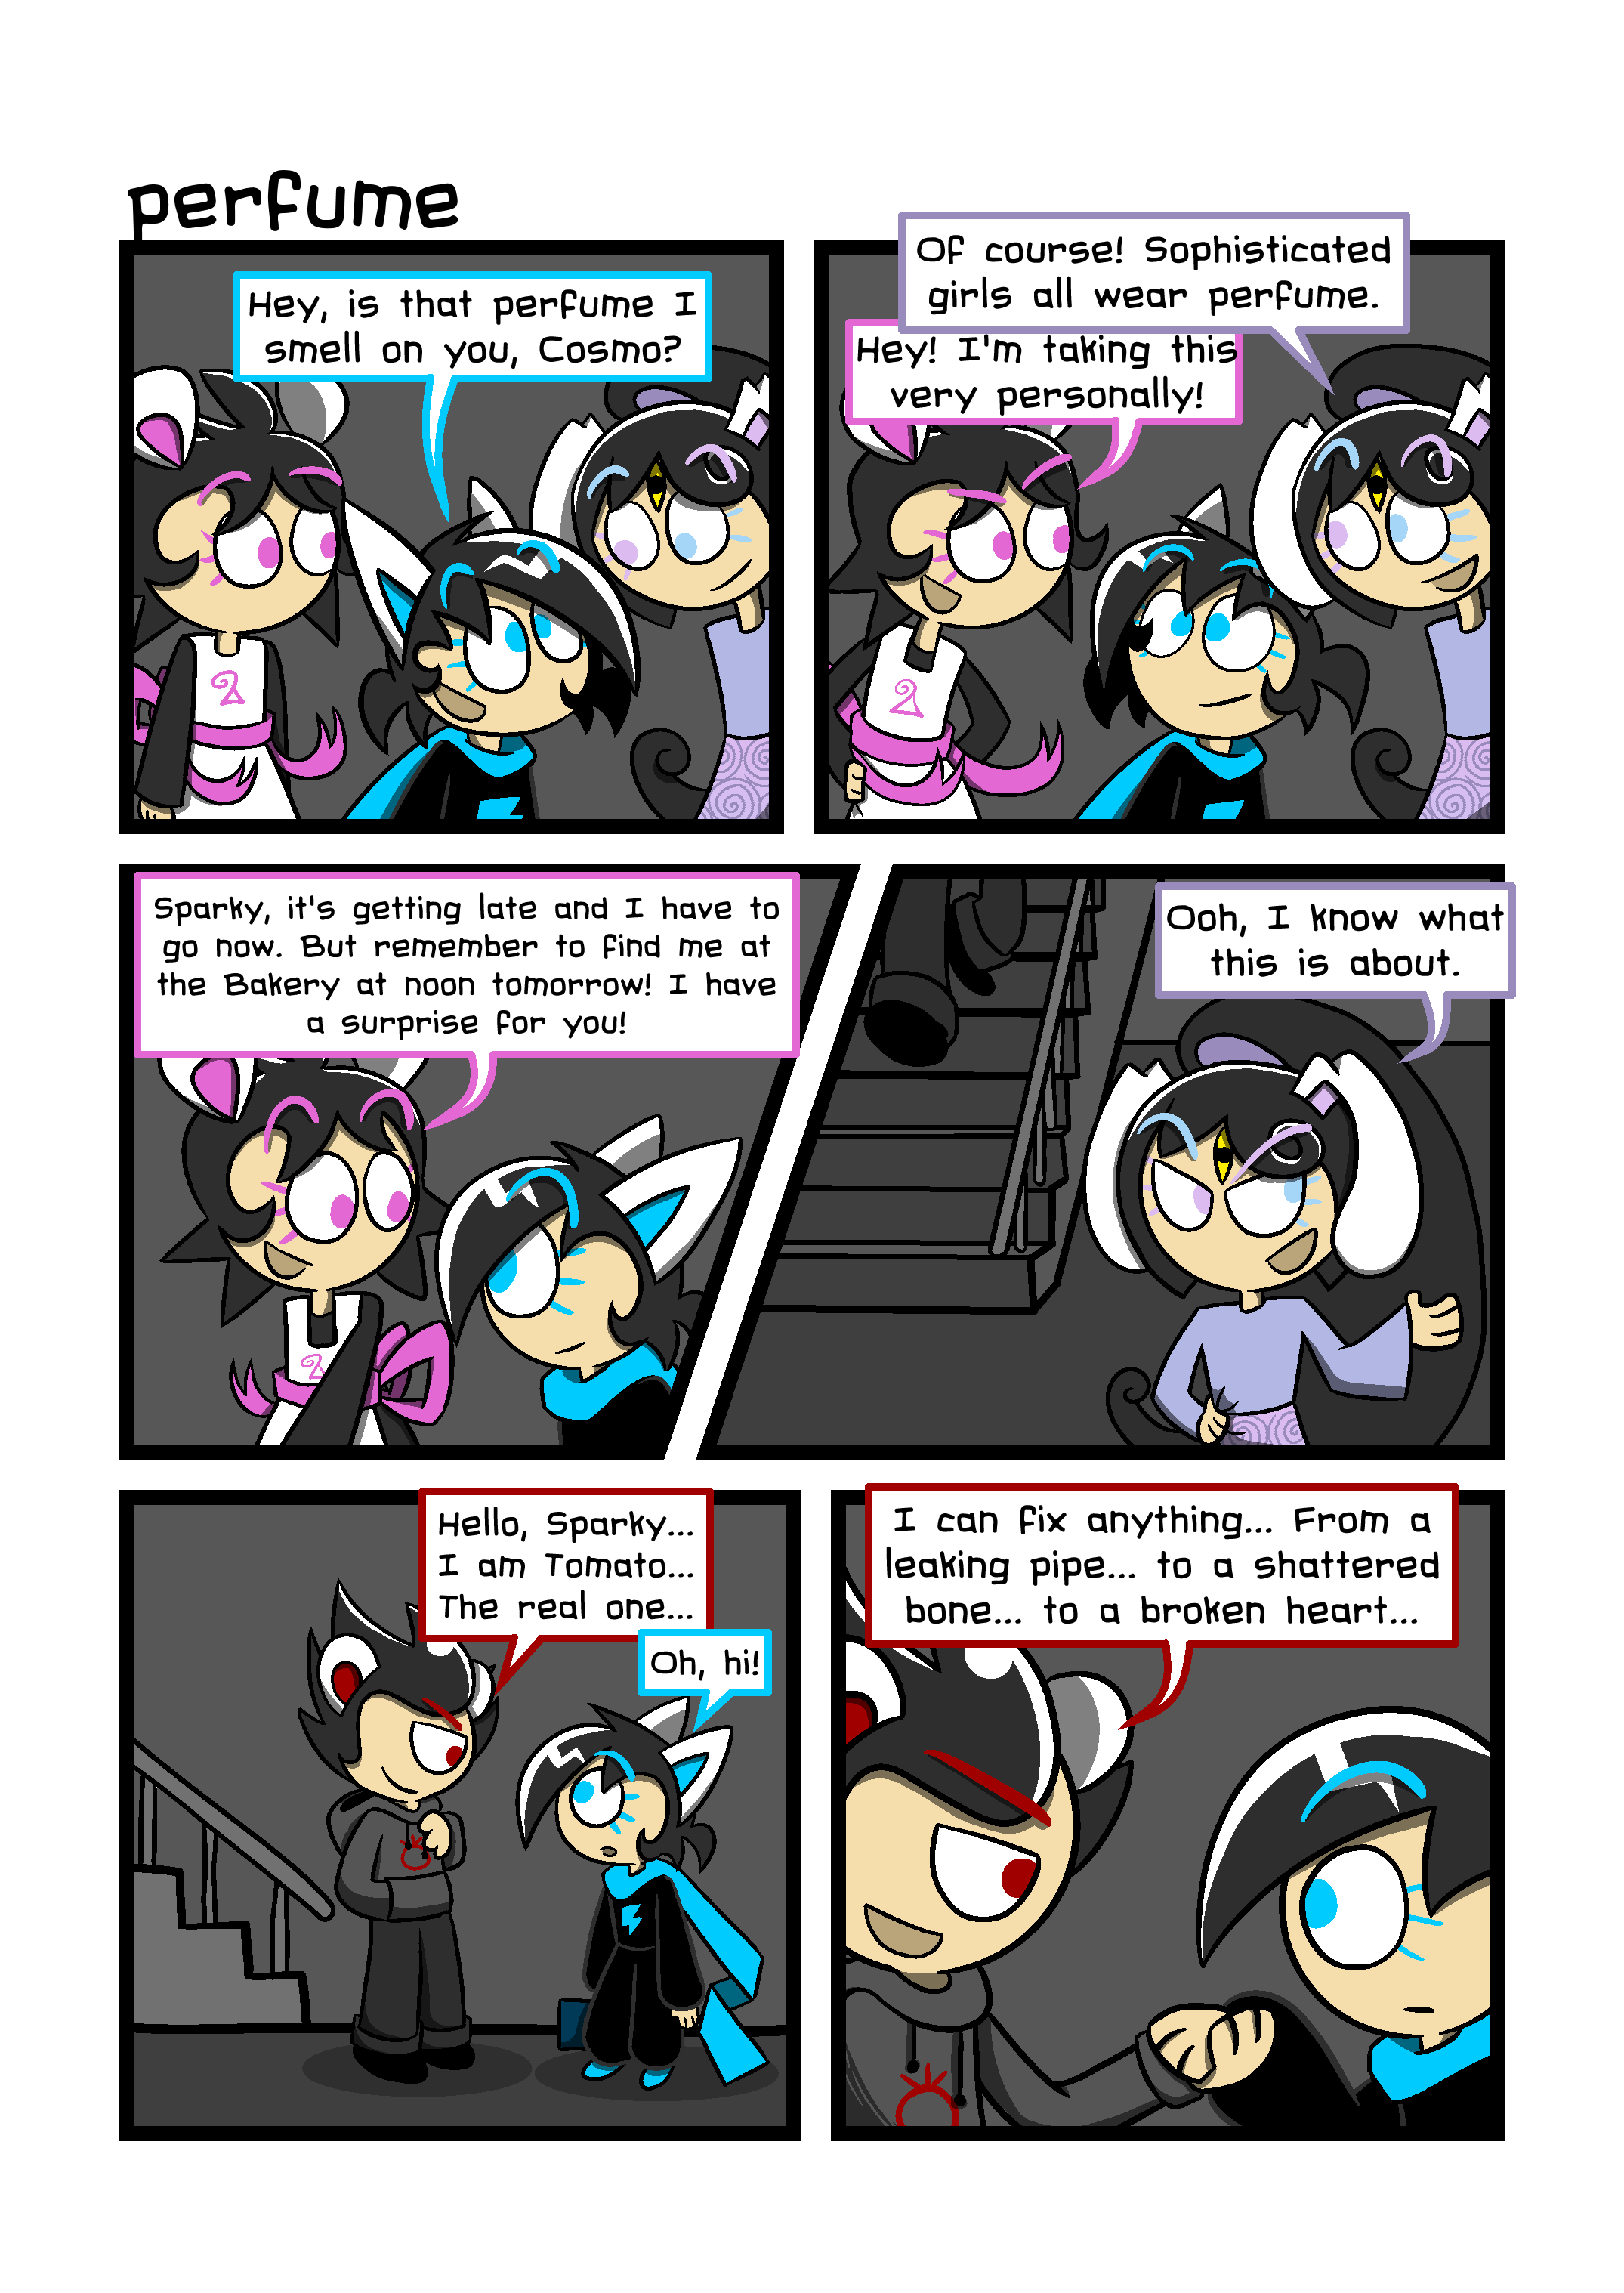 perfume
Hey, is that perfume I
smell on you, Cosmo?
Of course! Sophisticated
girls all wear perfume.
Hey! I'm taking this
very personally!
Sparky, it's getting late and I have to
go now. But remember to find me at
the Bakery at noon tomorrow! I have
a surprise for you!
Ooh, I know what
this is about.
Hello, Sparky...
I am Tomato...
The real one...
Oh, hi!
I can fix anything... From a
leaking pipe... to a shattered
bone... to a broken heart...